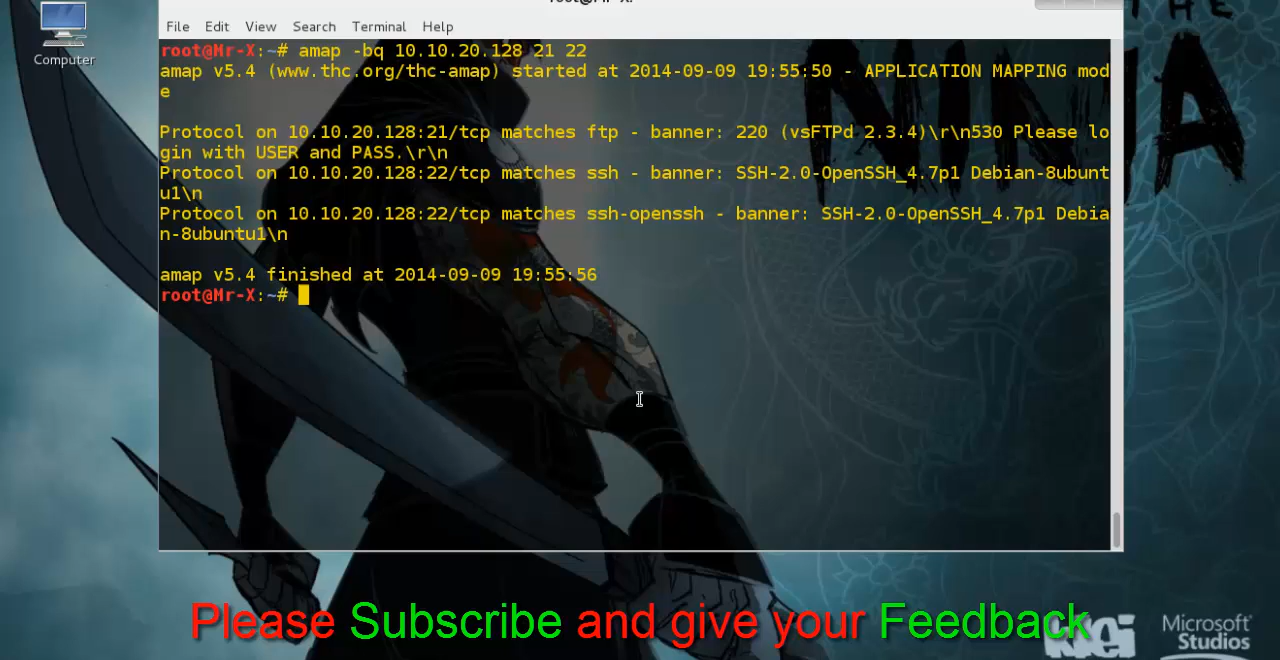 File Edit View Search Terminal Help
Computer
THE
NINJA
root@Mr-X:~# amap -bq 10.10.20.128 21 22
amap v5.4 (www.thc.org/thc-amap) started at 2014-09-09 19:55:50 - APPLICATION MAPPING mod
e
Protocol on 10.10.20.128:21/tcp matches ftp - banner: 220 (vsFTPd 2.3.4)\r\n530 Please lo
gin with USER and PASS.\r\n
Protocol on 10.10.20.128:22/tcp matches ssh - banner: SSH-2.0-OpenSSH_4.7p1 Debian-8ubunt
u1\n
Protocol on 10.10.20.128:22/tcp matches ssh-openssh - banner: SSH-2.0-OpenSSH_4.7p1 Debia
n-8ubuntu1\n
amap v5.4 finished at 2014-09-09 19:55:56
root@Mr-X:~#
Please Subscribe and give your Feedback
klei
Microsoft
Studios